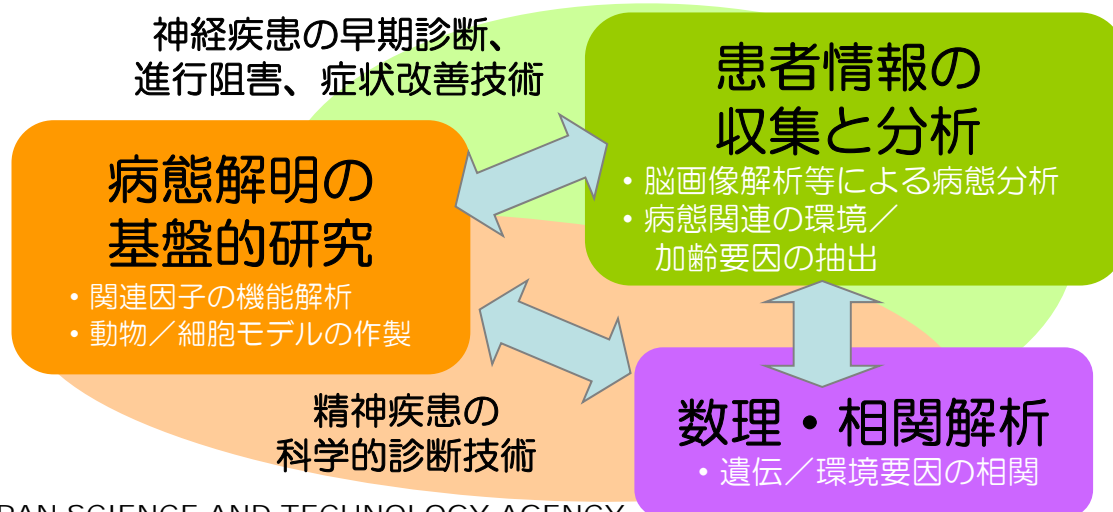 神経疾患の早期診断、
進行阻害、症状改善技術
患者情報の
収集と分析
・脳画像解析等による病態分析
・病態関連の環境／
加齢要因の抽出
病態解明の
基盤的研究
・関連因子の機能解析
・動物／細胞モデルの作製
精神疾患の
科学的診断技術
数理・相関解析
・遺伝／環境要因の相関
PAN SCIENCE AND TECHNOLOGY AGENCY